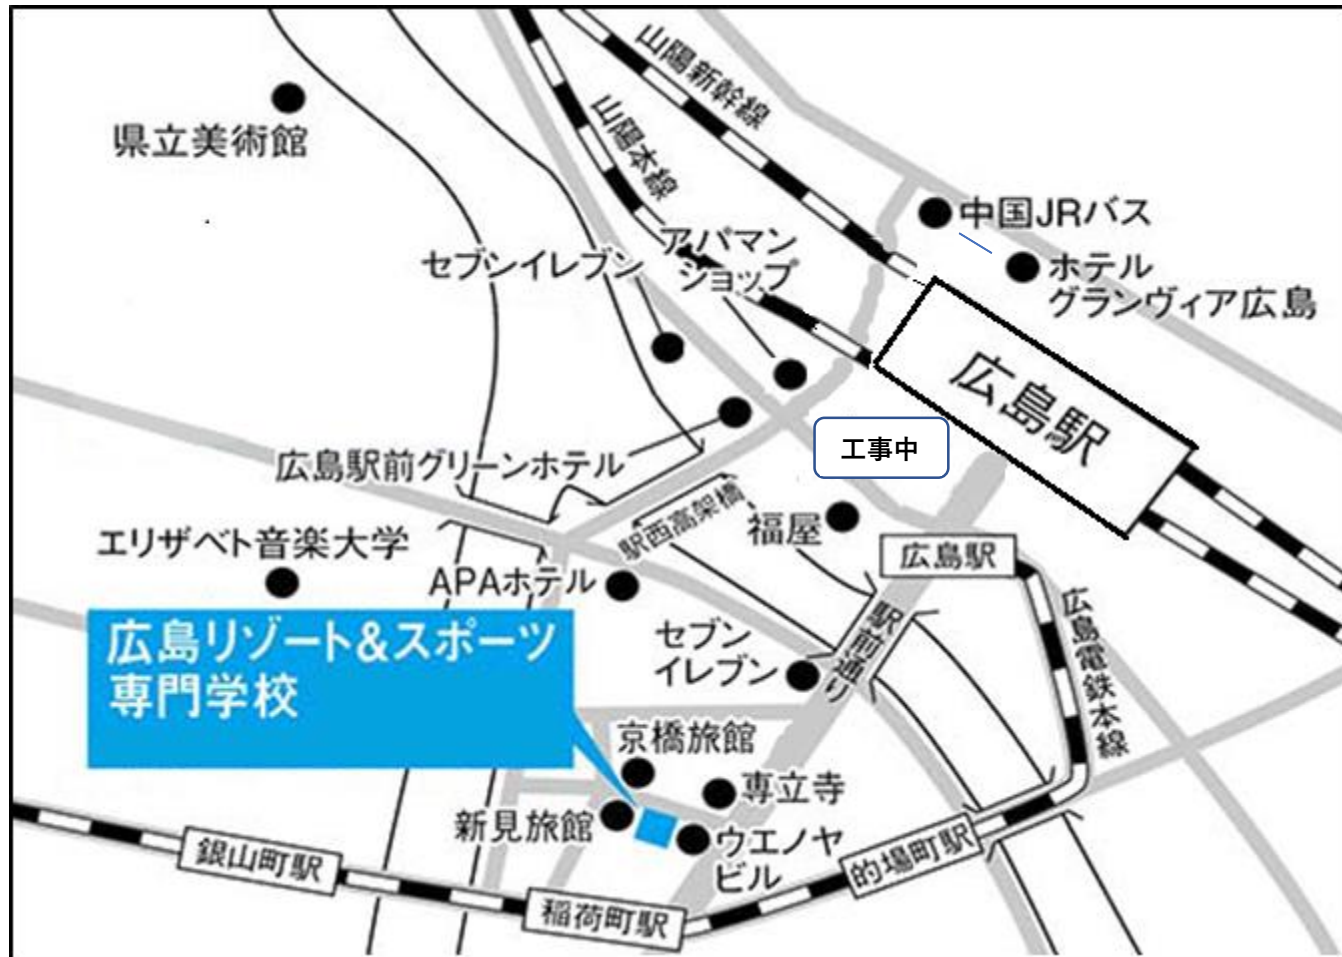 山陽新幹線
山陽本線
県立美術館
中国JRバス
アパマン
ショップ
セブンイレブン
ホテル
グランヴィア広島
広島駅
工事中
広島駅前グリーンホテル
駅西高架橋
福屋
エリザベト音楽大学
広島駅
APAホテル
広島電鉄本線
駅前通り
広島リゾート&スポーツ
専門学校
セブン
イレブン
京橋旅館
専立寺
新見旅館
ウエノヤ
ビル
銀山町駅
的場町駅
稲荷町駅